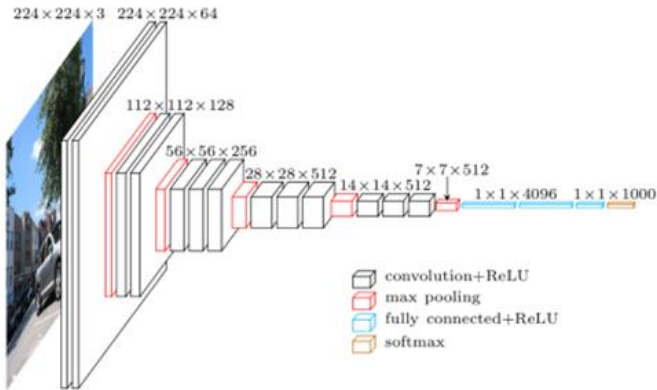 224×224×3
224×224×64
112×112×128
56×56×256
28×28×512
14×14×512
7×7×512
1×1×4096
1×1×1000
convolution+ReLU
max pooling
fully connected+ReLU
softmax